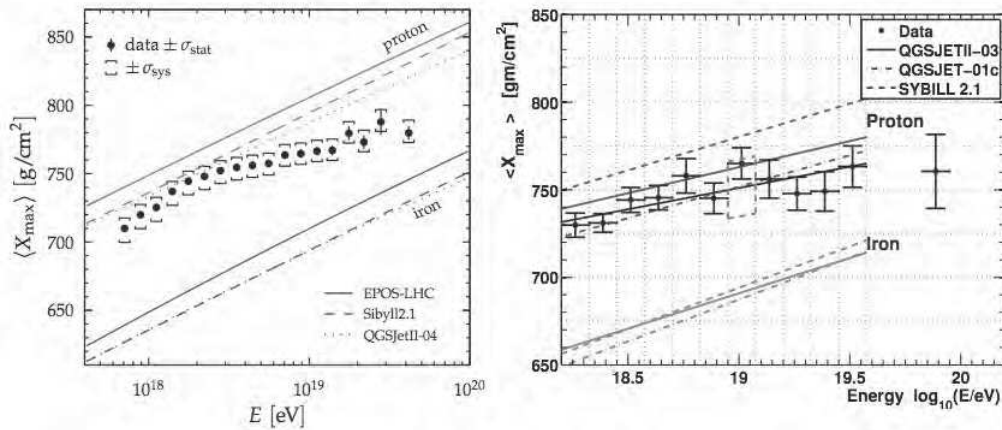 850
800
750
700
650
⟨X_max⟩ [g/cm²]
data ± σ_stat
± σ_sys
proton
iron
EPOS-LHC
Sibyll2.1
QGSJetII-04
10^18
10^19
10^20
E [eV]
850
800
750
700
650
<X_max> [gm/cm²]
Data
QGSJETII-03
QGSJET-01c
SYBILL 2.1
Proton
Iron
18.5
19
19.5
20
Energy log₁₀(E/eV)